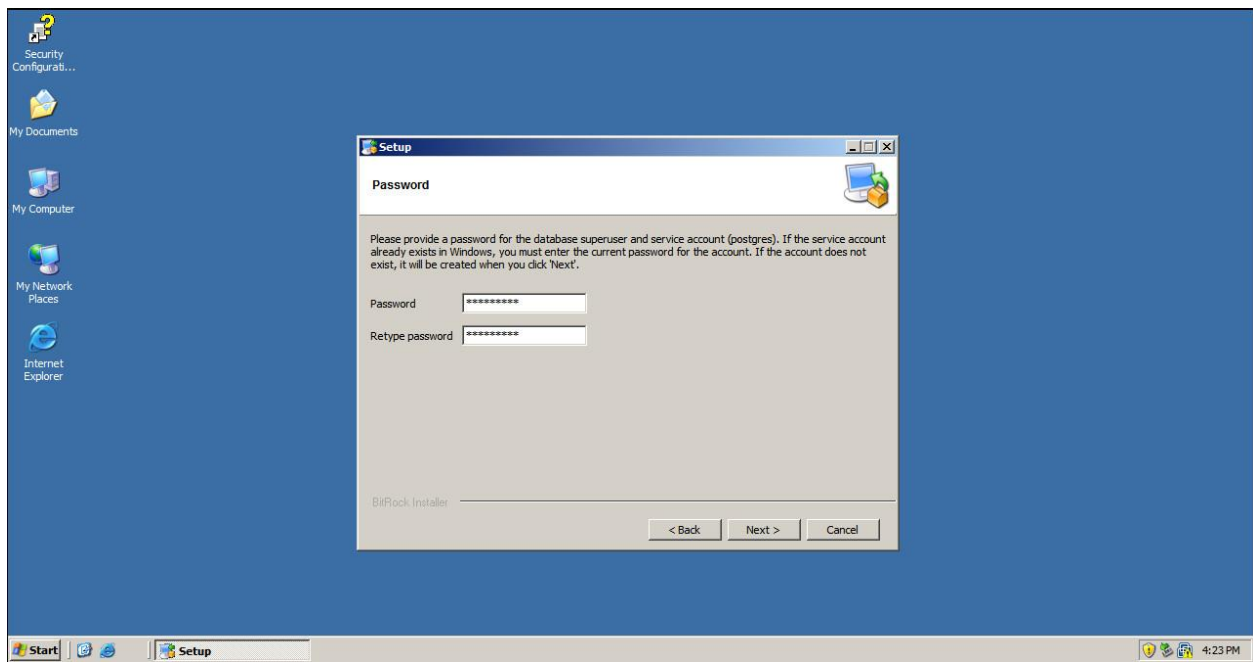 Security
Configurati...
My Documents
My Computer
My Network
Places
Internet
Explorer
Setup
Password
Please provide a password for the database superuser and service account (postgres). If the service account
already exists in Windows, you must enter the current password for the account. If the account does not
exist, it will be created when you click 'Next'.
Password *********
Retype password *********
BitRock Installer
< Back Next > Cancel
Start Setup 4:23 PM